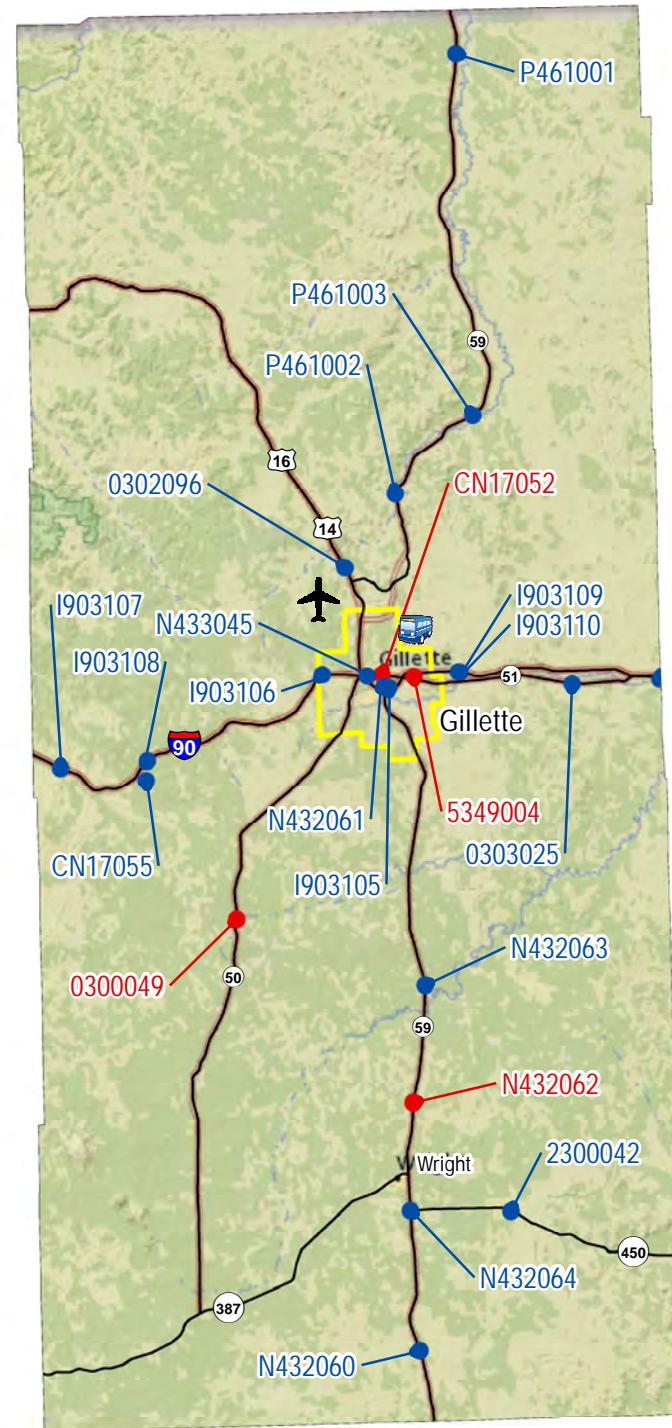 P461001
P461003
59
P461002
16
0302096
CN17052
14
I903107
I903109
N433045
I903110
I903108
Gillette
I903106
51
Gillette
90
N432061
5349004
0303025
CN17055
I903105
0300049
N432063
50
59
N432062
2300042
Wright
450
N432064
387
N432060